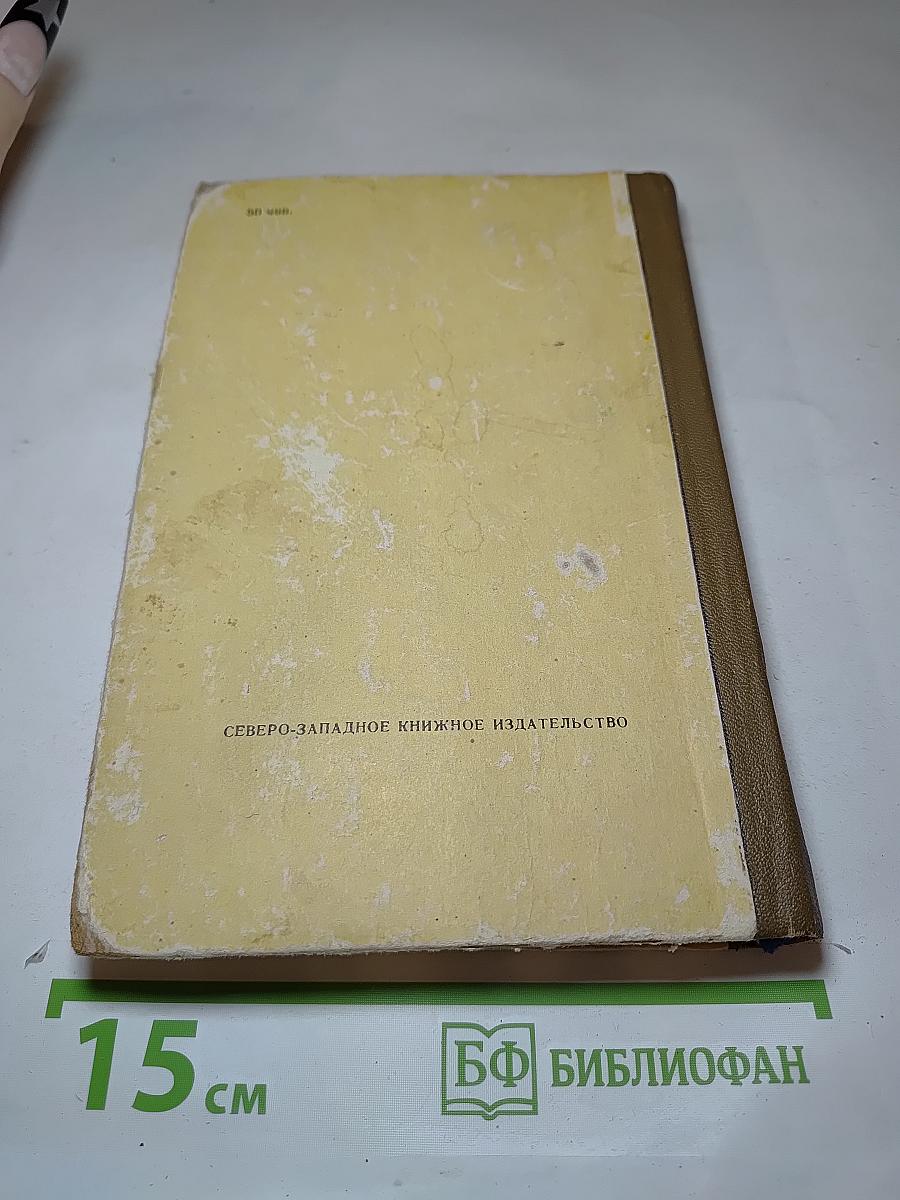 СЕВЕРО-ЗАПАДНОЕ КНИЖНОЕ ИЗДАТЕЛЬСТВО
15 см
БФ БИБЛИОФАН